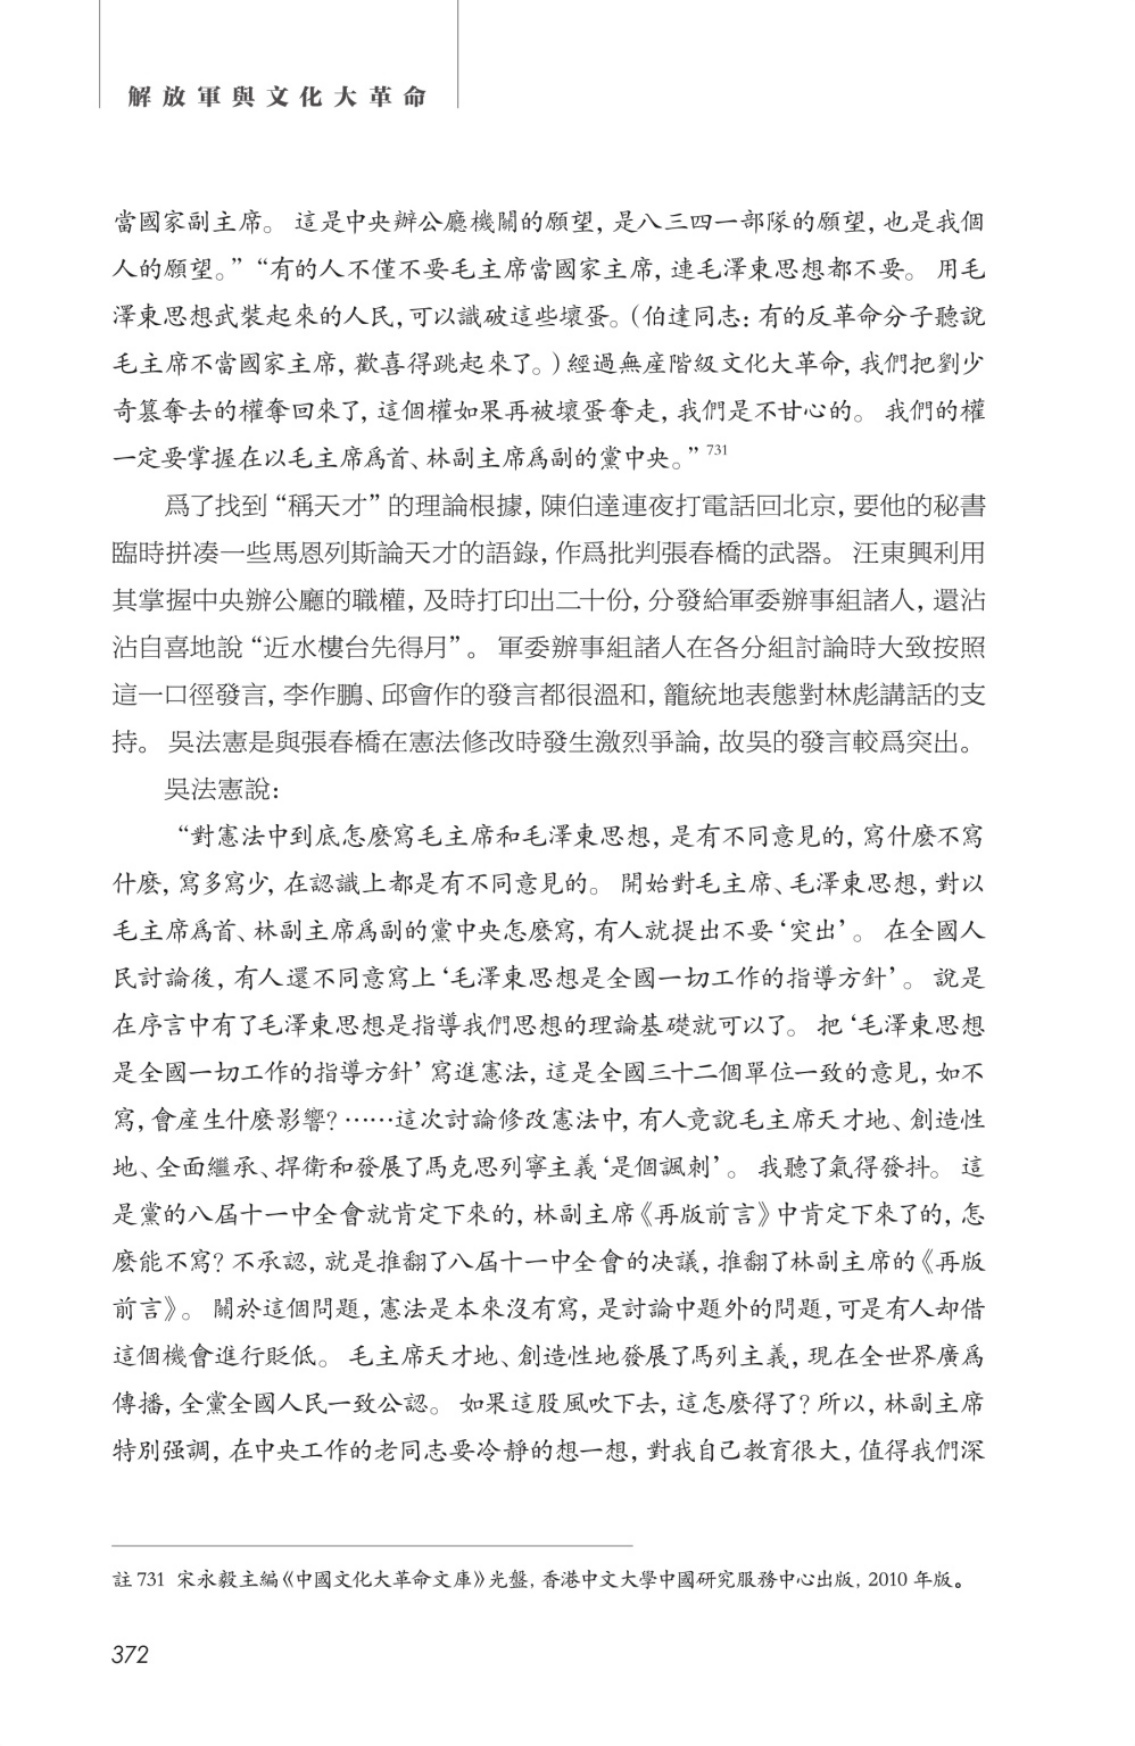 解放軍與文化大革命
當國家副主席。 這是中央辦公廳機關的願望, 是八三四一部隊的願望, 也是我個
人的願望。” “有的人不僅不要毛主席當國家主席, 連毛澤東思想都不要。 用毛
澤東思想武裝起來的人民, 可以識破這些壞蛋。(伯達同志: 有的反革命分子聽說
毛主席不當國家主席, 歡喜得跳起來了。) 經過無産階級文化大革命, 我們把劉少
奇篡奪去的權奪回來了, 這個權如果再被壞蛋奪走, 我們是不甘心的。 我們的權
一定要掌握在以毛主席爲首、林副主席爲副的黨中央。” 731
爲了找到 “稱天才” 的理論根據, 陳伯達連夜打電話回北京, 要他的秘書
臨時拼凑一些馬恩列斯論天才的語錄, 作爲批判張春橋的武器。 汪東興利用
其掌握中央辦公廳的職權, 及時打印出二十份, 分發給軍委辦事組諸人, 還沾
沾自喜地說 “近水樓台先得月” 。 軍委辦事組諸人在各分組討論時大致按照
這一口徑發言, 李作鵬、邱會作的發言都很溫和, 籠統地表態對林彪講話的支
持。 吳法憲是與張春橋在憲法修改時發生激烈爭論, 故吳的發言較爲突出。
吳法憲說:
“對憲法中到底怎麽寫毛主席和毛澤東思想, 是有不同意見的, 寫什麽不寫
什麽, 寫多寫少, 在認識上都是有不同意見的。 開始對毛主席、毛澤東思想, 對以
毛主席爲首、林副主席爲副的黨中央怎麽寫, 有人就提出不要 ‘突出’ 。 在全國人
民討論後, 有人還不同意寫上 ‘毛澤東思想是全國一切工作的指導方針’ 。 說是
在序言中有了毛澤東思想是指導我們思想的理論基礎就可以了。 把 ‘毛澤東思想
是全國一切工作的指導方針’ 寫進憲法, 這是全國三十二個單位一致的意見, 如不
寫, 會産生什麽影響? ……這次討論修改憲法中, 有人竟說毛主席天才地、創造性
地、全面繼承、捍衛和發展了馬克思列寧主義 ‘是個諷刺’ 。 我聽了氣得發抖。 這
是黨的八屆十一中全會就肯定下來的, 林副主席《再版前言》中肯定下來了的, 怎
麽能不寫? 不承認, 就是推翻了八屆十一中全會的决議, 推翻了林副主席的《再版
前言》。 關於這個問題, 憲法是本來沒有寫, 是討論中題外的問題, 可是有人却借
這個機會進行貶低。 毛主席天才地、創造性地發展了馬列主義, 現在全世界廣爲
傳播, 全黨全國人民一致公認。 如果這股風吹下去, 這怎麽得了? 所以, 林副主席
特別强調, 在中央工作的老同志要冷靜的想一想, 對我自己教育很大, 值得我們深
註 731 宋永毅主編《中國文化大革命文庫》光盤, 香港中文大學中國研究服務中心出版, 2010 年版。
372